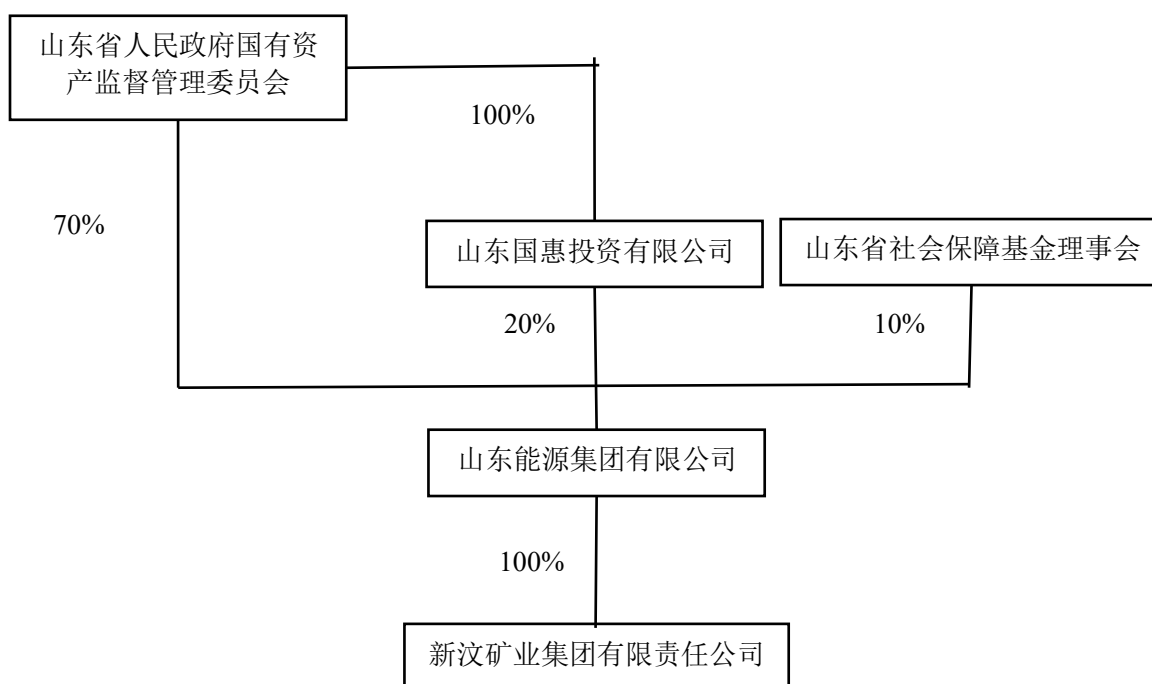 山东省人民政府国有资
产监督管理委员会
100%
70%
山东国惠投资有限公司
山东省社会保障基金理事会
20%
10%
山东能源集团有限公司
100%
新汶矿业集团有限责任公司